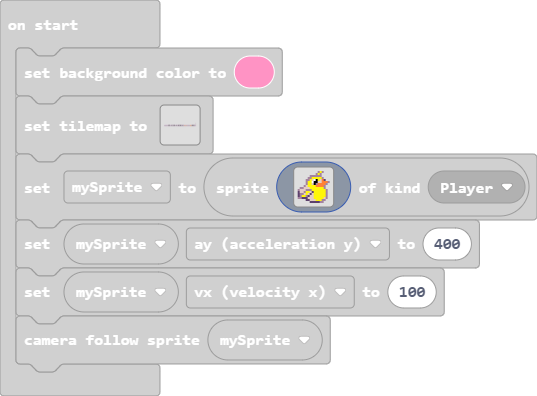 on start
set background color to
set tilemap to
set mySprite to sprite of kind Player
set mySprite ay (acceleration y) to 400
set mySprite vx (velocity x) to 100
camera follow sprite mySprite